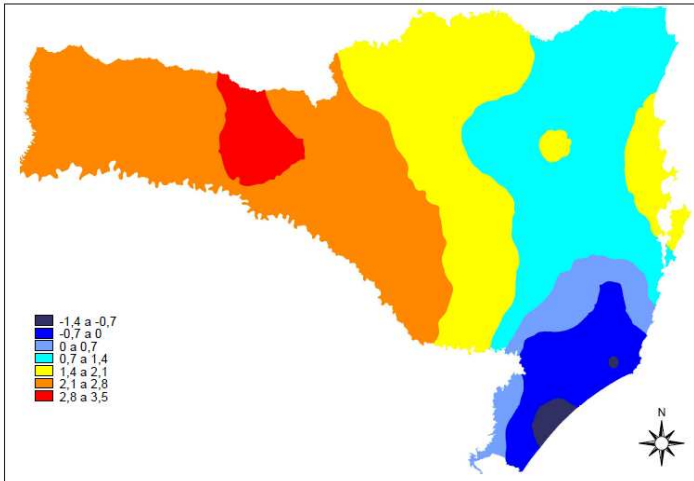 -1,4 a -0,7
-0,7 a 0
0 a 0,7
0,7 a 1,4
1,4 a 2,1
2,1 a 2,8
2,8 a 3,5
N